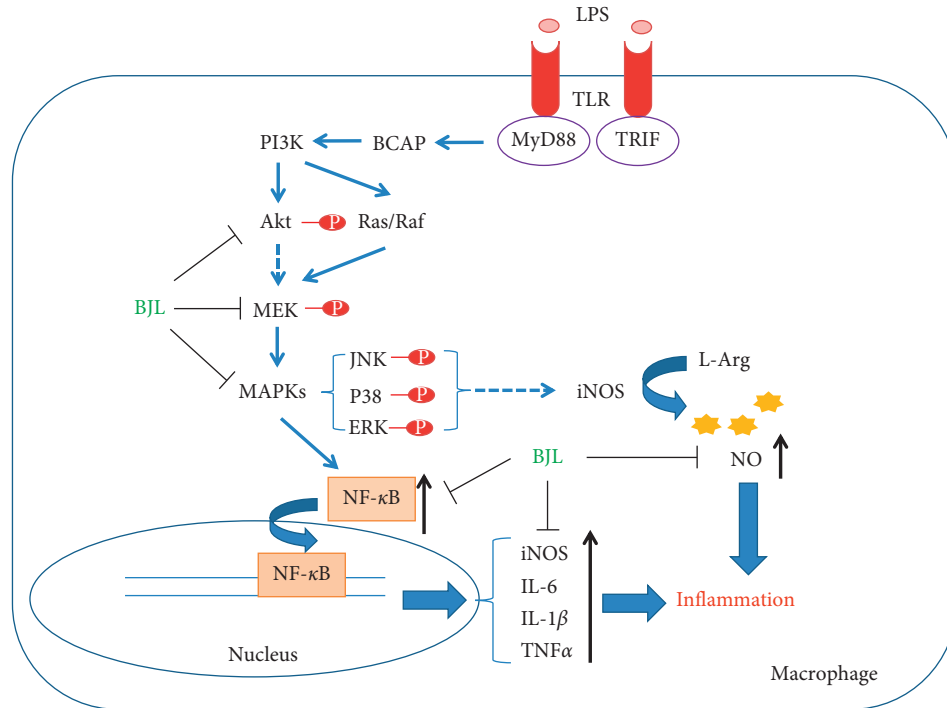 LPS
TLR
MyD88
TRIF
PI3K
BCAP
Akt
P
Ras/Raf
BJL
MEK
P
MAPKs
JNK
P
P38
P
ERK
P
iNOS
L-Arg
NO
BJL
NF-κB
NF-κB
Nucleus
iNOS
IL-6
IL-1β
TNFα
Inflammation
Macrophage